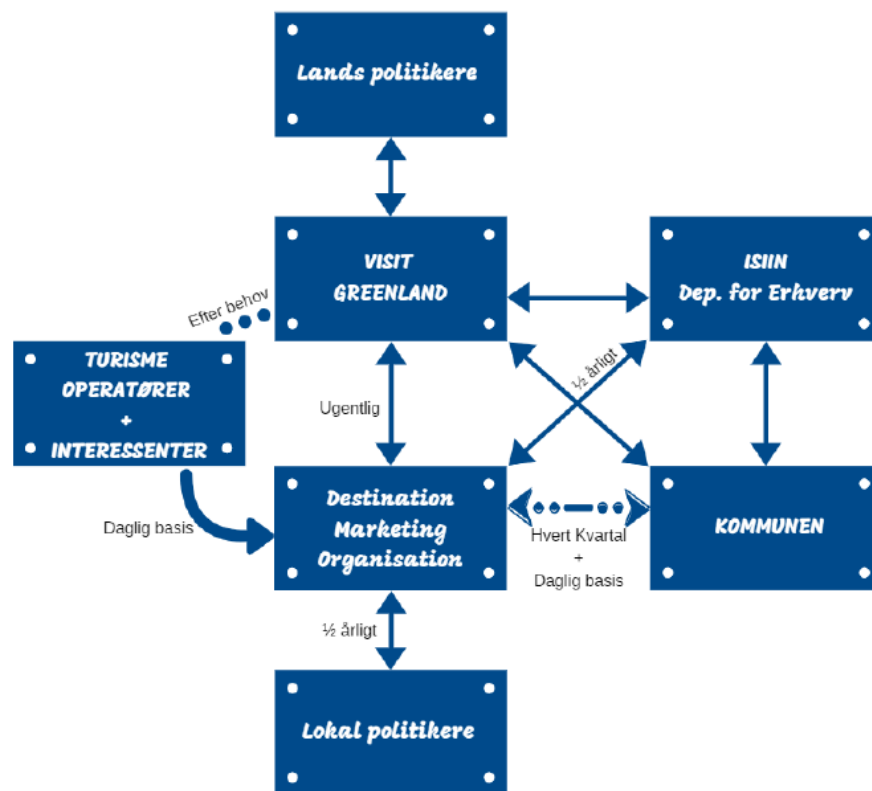 Lands politikere
VISIT
GREENLAND
ISIIN
Dep. for Erhverv
Efter behov
TURISME
OPERATØRER
+
INTERESSENTER
Ugentlig
½ årligt
Daglig basis
Destination
Marketing
Organisation
Hvert Kvartal
+
Daglig basis
KOMMUNEN
½ årligt
Lokal politikere